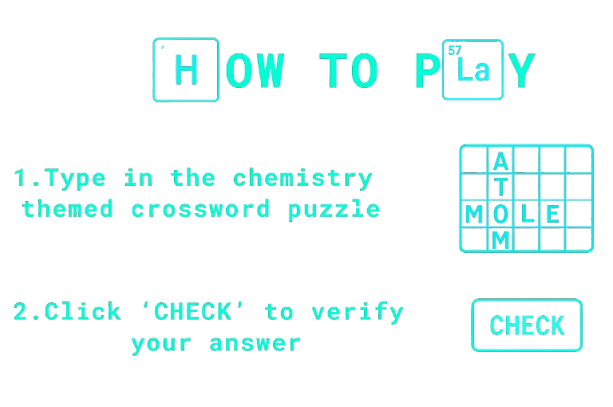 HOW TO PLaY
57
1.Type in the chemistry
themed crossword puzzle
A
T
MOLE
M
2.Click ‘CHECK’ to verify
your answer
CHECK